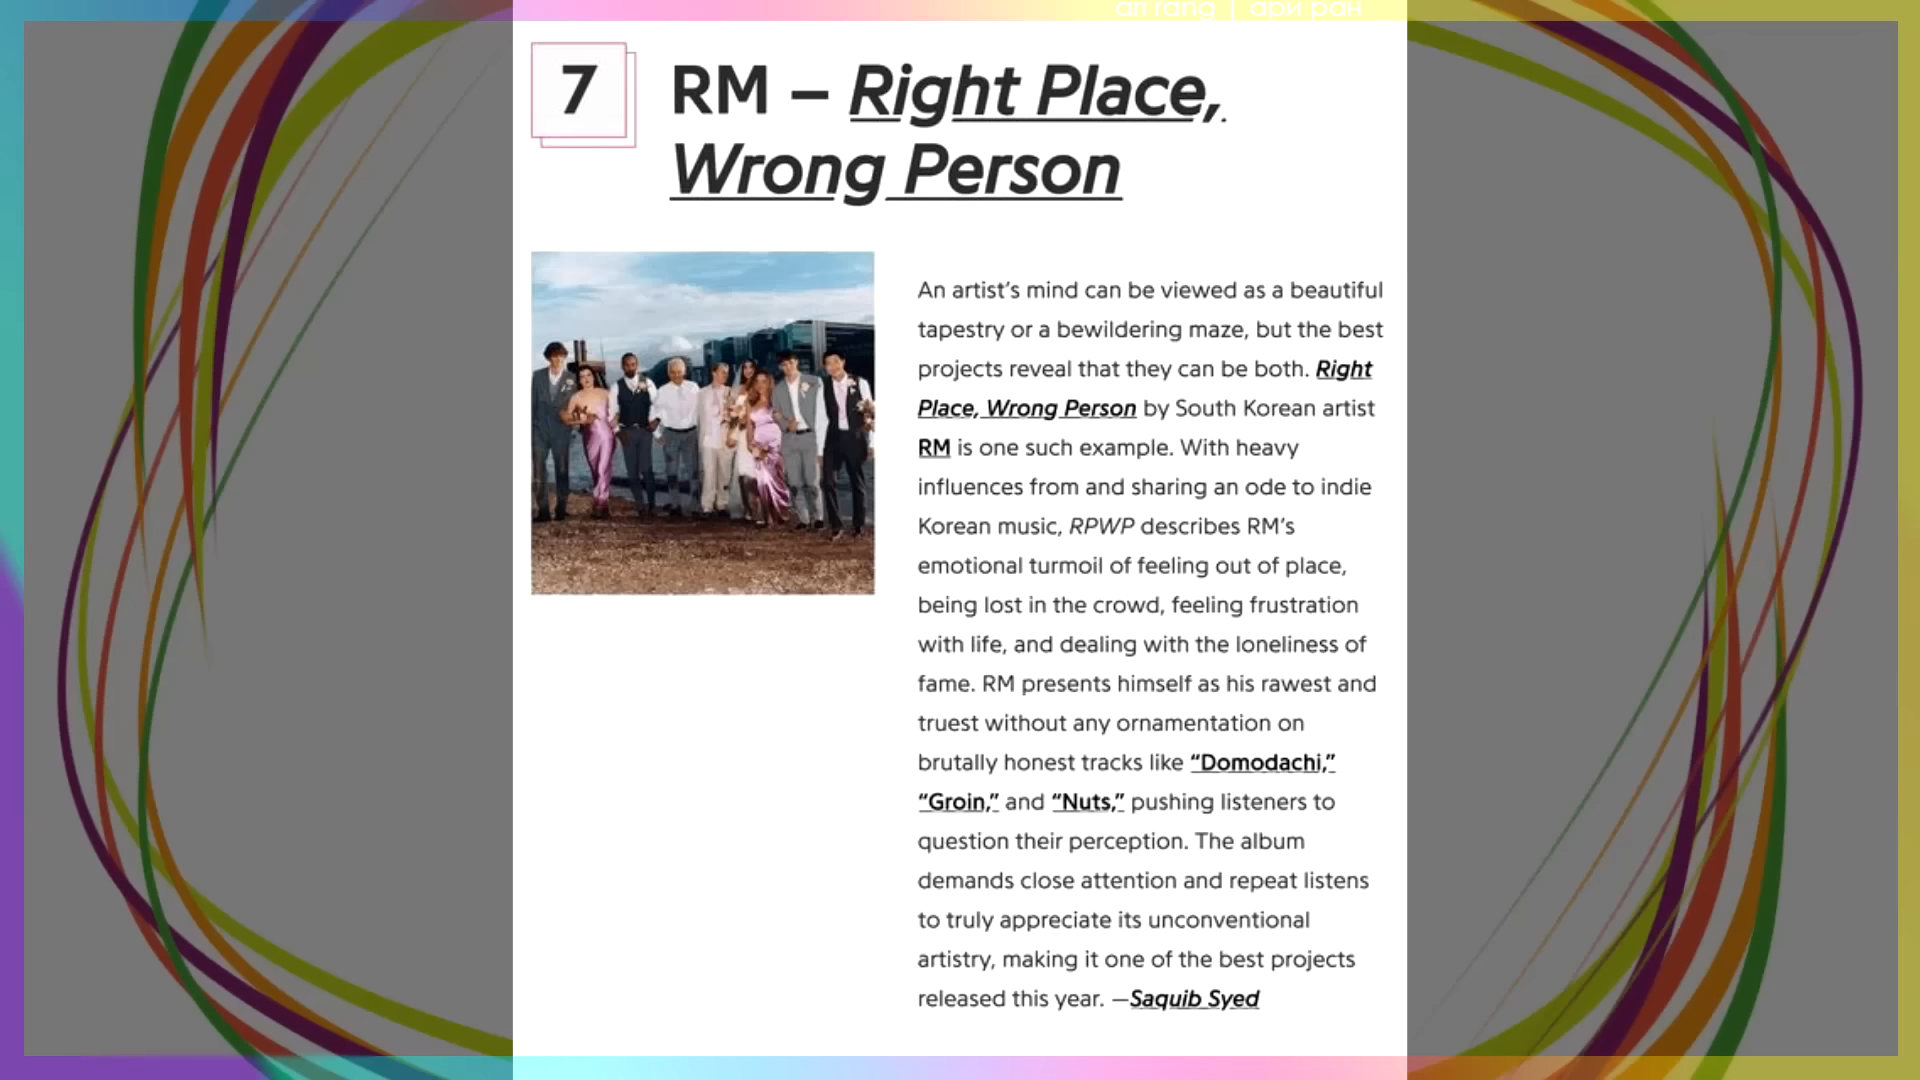 ari rang | ари ран
7
RM – Right Place,
Wrong Person
An artist’s mind can be viewed as a beautiful
tapestry or a bewildering maze, but the best
projects reveal that they can be both. Right
Place, Wrong Person by South Korean artist
RM is one such example. With heavy
influences from and sharing an ode to indie
Korean music, RPWP describes RM’s
emotional turmoil of feeling out of place,
being lost in the crowd, feeling frustration
with life, and dealing with the loneliness of
fame. RM presents himself as his rawest and
truest without any ornamentation on
brutally honest tracks like “Domodachi,”
“Groin,” and “Nuts,” pushing listeners to
question their perception. The album
demands close attention and repeat listens
to truly appreciate its unconventional
artistry, making it one of the best projects
released this year. —Saquib Syed